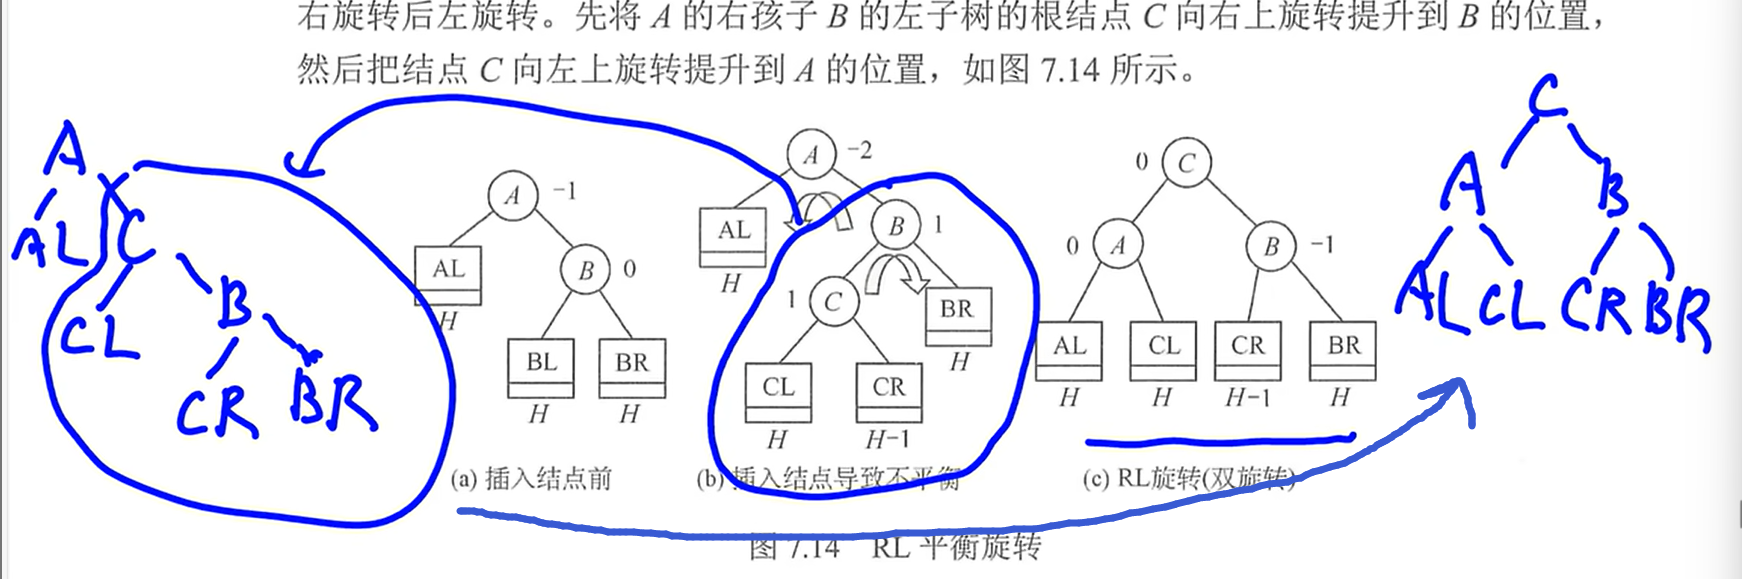 右旋转后左旋转。先将 A 的右孩子 B 的左子树的根结点 C 向右上旋转提升到 B 的位置，
然后把结点 C 向左上旋转提升到 A 的位置，如图 7.14 所示。
A
AL C
CL B
CR BR
A -1
AL B 0
H
BL BR
H H
(a) 插入结点前
A -2
AL B 1
H
1 C BR
H
CL CR
H H-1
(b) 插入结点导致不平衡
0 C
0 A B -1
AL CL CR BR
H H H-1 H
(c) RL旋转(双旋转)
C
A B
AL CL CR BR
图 7.14 RL 平衡旋转